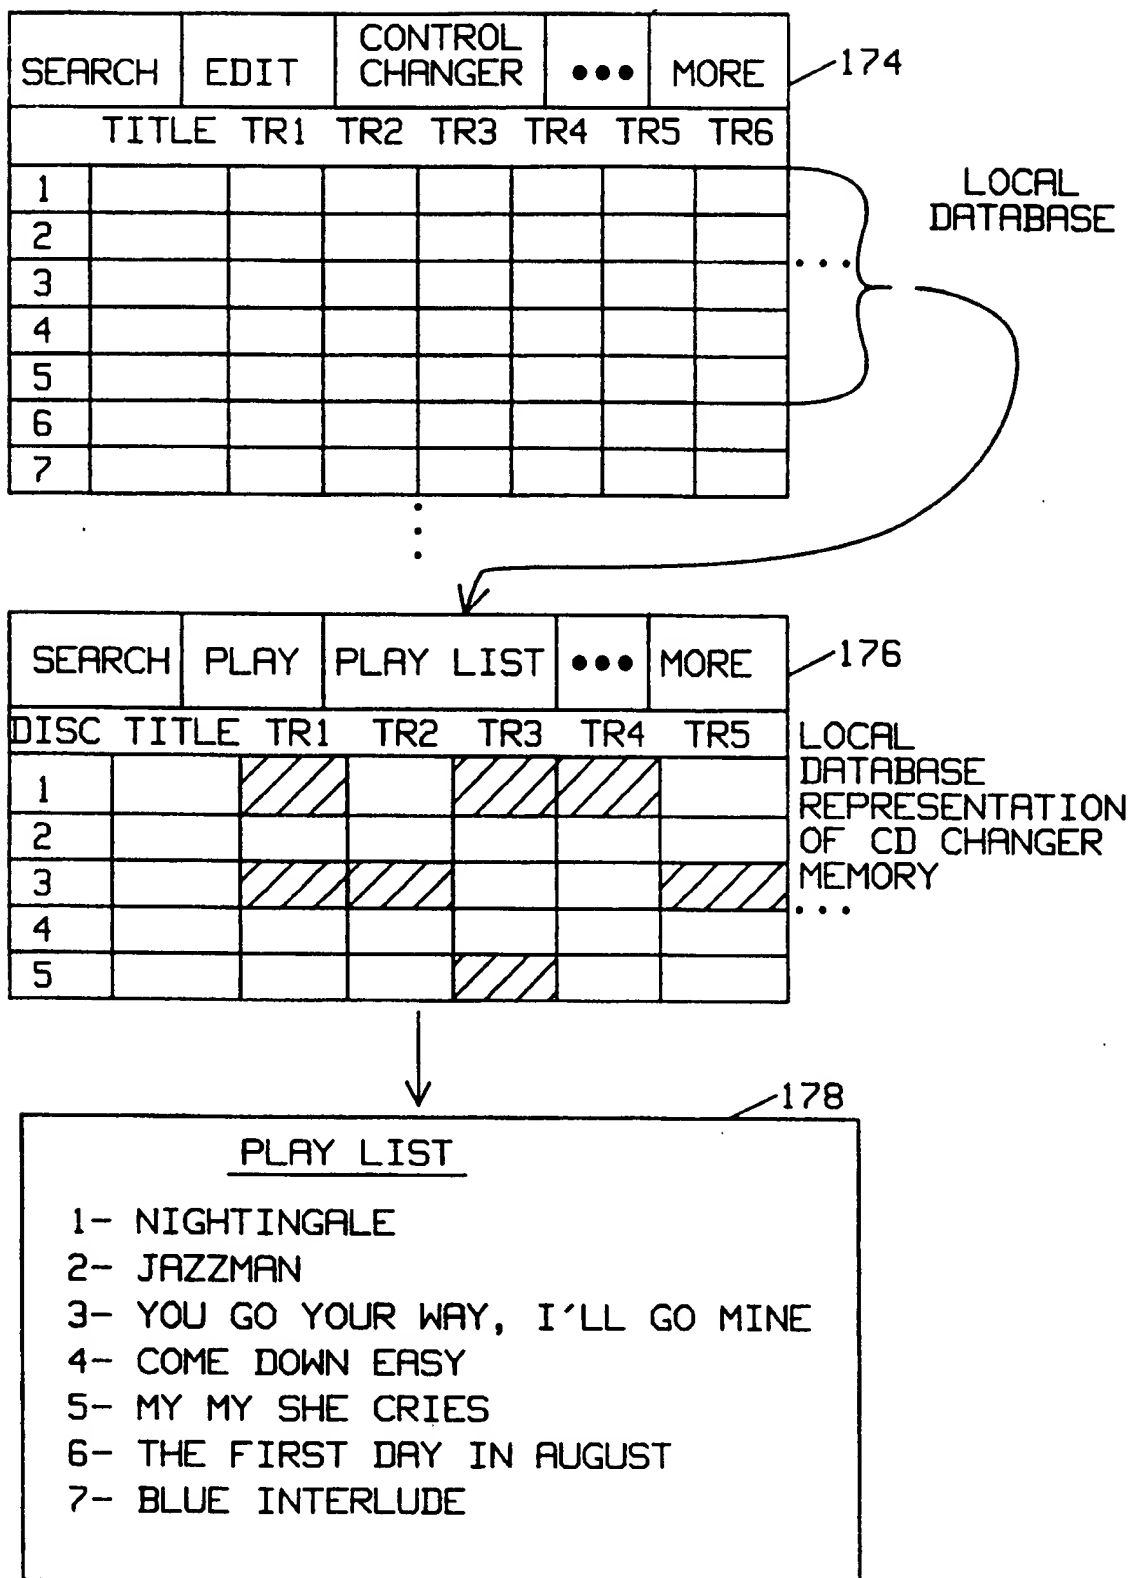 SEARCH EDIT CONTROL CHANGER ••• MORE
174
TITLE TR1 TR2 TR3 TR4 TR5 TR6
1
2
3
4
5
6
7
LOCAL
DATABASE
SEARCH PLAY PLAY LIST ••• MORE
176
DISC TITLE TR1 TR2 TR3 TR4 TR5
1
2
3
4
5
LOCAL
DATABASE
REPRESENTATION
OF CD CHANGER
MEMORY
178
PLAY LIST
1- NIGHTINGALE
2- JAZZMAN
3- YOU GO YOUR WAY, I'LL GO MINE
4- COME DOWN EASY
5- MY MY SHE CRIES
6- THE FIRST DAY IN AUGUST
7- BLUE INTERLUDE